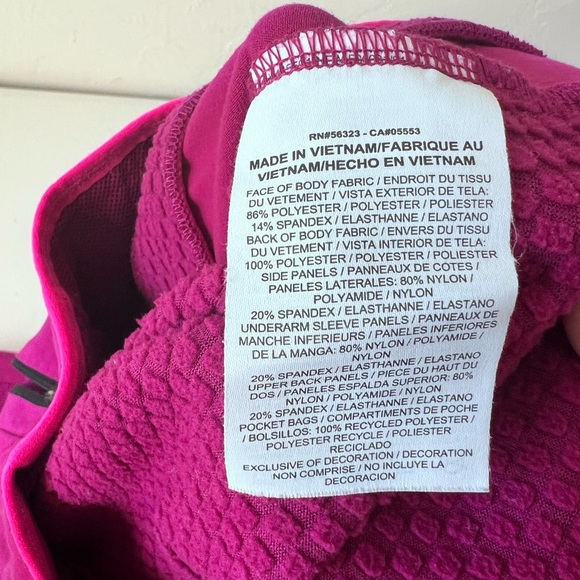 RN#56323 - CA#05553
MADE IN VIETNAM/FABRIQUE AU
VIETNAM/HECHO EN VIETNAM
FACE OF BODY FABRIC / ENDROIT DU TISSU
DU VETEMENT / VISTA EXTERIOR DE TELA:
86% POLYESTER / POLYESTER / POLIESTER
14% SPANDEX / ELASTHANNE / ELASTANO
BACK OF BODY FABRIC / ENVERS DU TISSU
DU VETEMENT / VISTA INTERIOR DE TELA:
100% POLYESTER / POLYESTER / POLIESTER
SIDE PANELS / PANNEAUX DE COTES /
PANELES LATERALES: 80% NYLON /
POLYAMIDE / NYLON
20% SPANDEX / ELASTHANNE / ELASTANO
UNDERARM SLEEVE PANELS / PANNEAUX DE
MANCHE INFERIEURS / PANELES INFERIORES
DE LA MANGA: 80% NYLON / POLYAMIDE /
NYLON
20% SPANDEX / ELASTHANNE / ELASTANO
UPPER BACK PANELS / PIECE DU HAUT DU
DOS / PANELES ESPALDA SUPERIOR: 80%
NYLON / POLYAMIDE / NYLON
20% SPANDEX / ELASTHANNE / ELASTANO
POCKET BAGS / COMPARTIMENTS DE POCHE
/ BOLSILLOS: 100% RECYCLED POLYESTER /
POLYESTER RECYCLE / POLIESTER
RECICLADO
EXCLUSIVE OF DECORATION / DECORATION
NON COMPRISE / NO INCLUYE LA
DECORACION